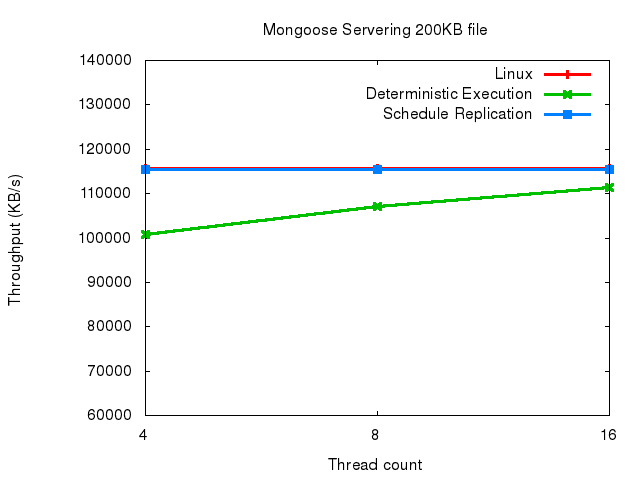 Mongoose Servering 200KB file
Linux
Deterministic Execution
Schedule Replication
Throughput (KB/s)
140000
130000
120000
110000
100000
90000
80000
70000
60000
4
8
16
Thread count